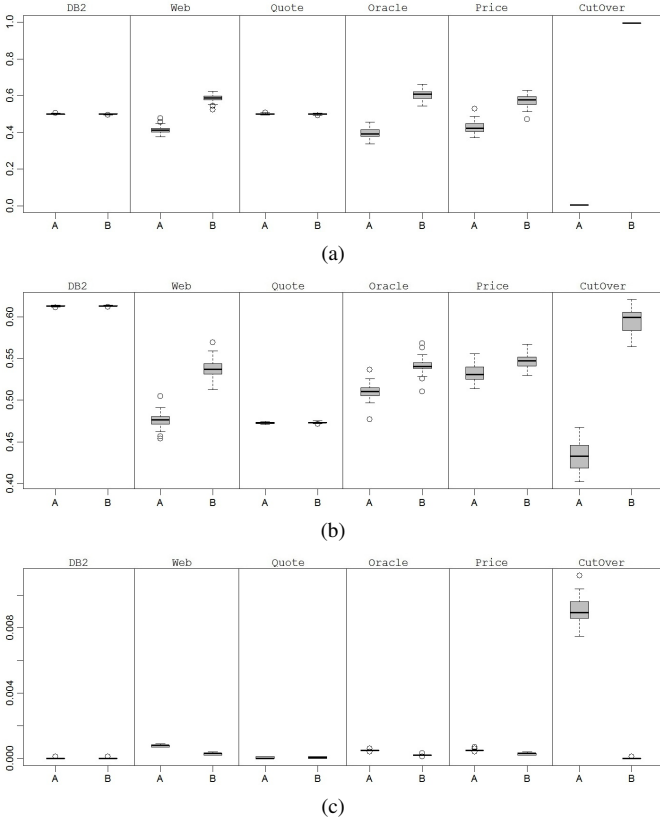 DB2 Web Quote Oracle Price CutOver
1.0
0.8
0.6
0.4
0.2
0.0
A B A B A B A B A B A B
(a)
DB2 Web Quote Oracle Price CutOver
0.60
0.55
0.50
0.45
0.40
A B A B A B A B A B A B
(b)
DB2 Web Quote Oracle Price CutOver
0.008
0.004
0.000
A B A B A B A B A B A B
(c)